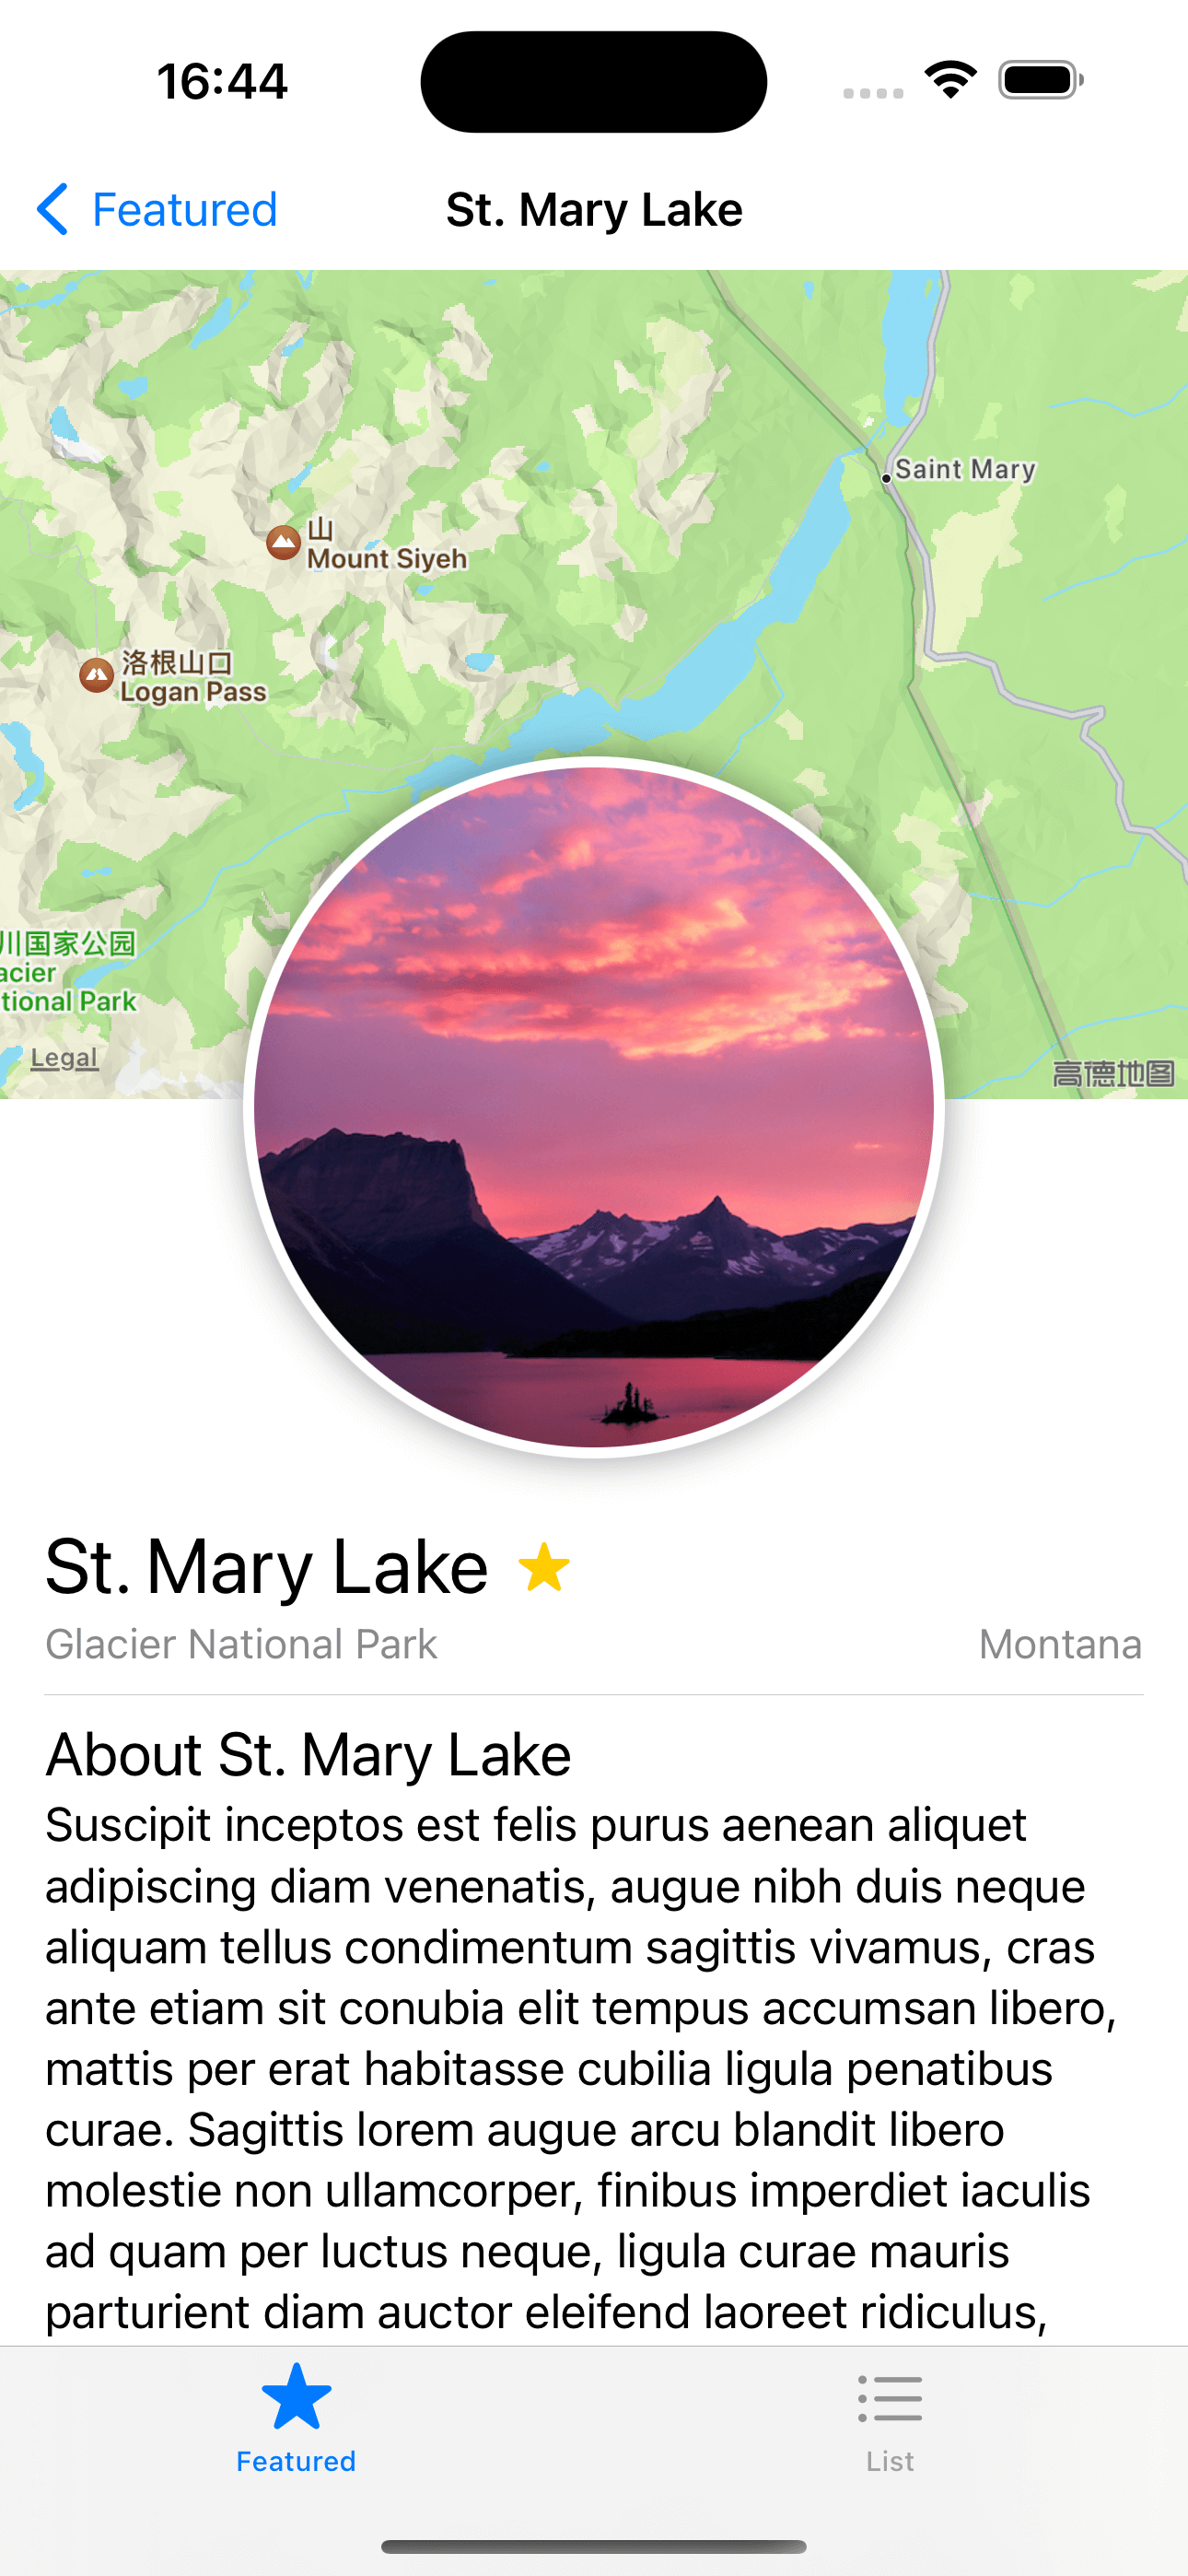 16:44
Featured
St. Mary Lake
Saint Mary
山
Mount Siyeh
洛根山口
Logan Pass
川国家公园
acier
tional Park
Legal
高德地图
St. Mary Lake
Glacier National Park
Montana
About St. Mary Lake
Suscipit inceptos est felis purus aenean aliquet
adipiscing diam venenatis, augue nibh duis neque
aliquam tellus condimentum sagittis vivamus, cras
ante etiam sit conubia elit tempus accumsan libero,
mattis per erat habitasse cubilia ligula penatibus
curae. Sagittis lorem augue arcu blandit libero
molestie non ullamcorper, finibus imperdiet iaculis
ad quam per luctus neque, ligula curae mauris
parturient diam auctor eleifend laoreet ridiculus,
Featured
List